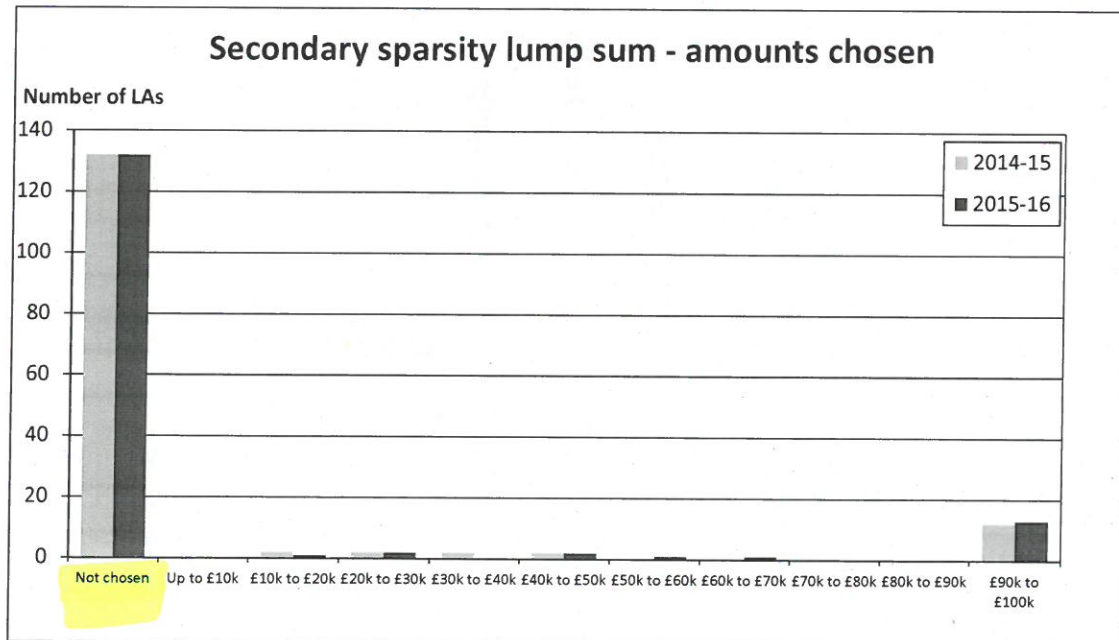 Secondary sparsity lump sum - amounts chosen
Number of LAs
140
120
100
80
60
40
20
0
2014-15
2015-16
Not chosen Up to £10k £10k to £20k £20k to £30k £30k to £40k £40k to £50k £50k to £60k £60k to £70k £70k to £80k £80k to £90k £90k to
£100k